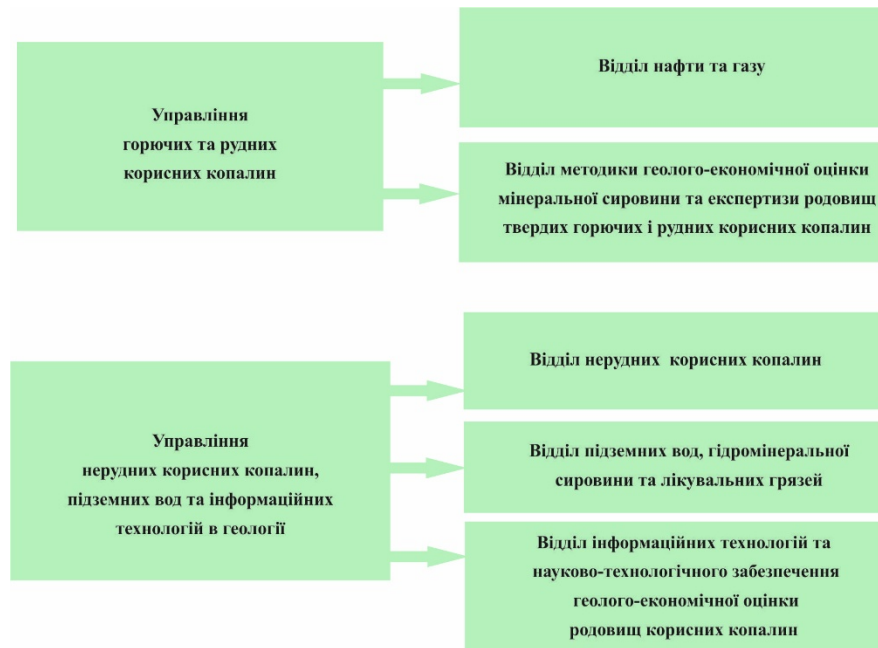 Управління
горючих та рудних
корисних копалин
Відділ нафти та газу
Відділ методики геолого-економічної оцінки
мінеральної сировини та експертизи родовищ
твердих горючих і рудних корисних копалин
Управління
нерудних корисних копалин,
підземних вод та інформаційних
технологій в геології
Відділ нерудних корисних копалин
Відділ підземних вод, гідромінеральної
сировини та лікувальних грязей
Відділ інформаційних технологій та
науково-технологічного забезпечення
геолого-економічної оцінки
родовищ корисних копалин